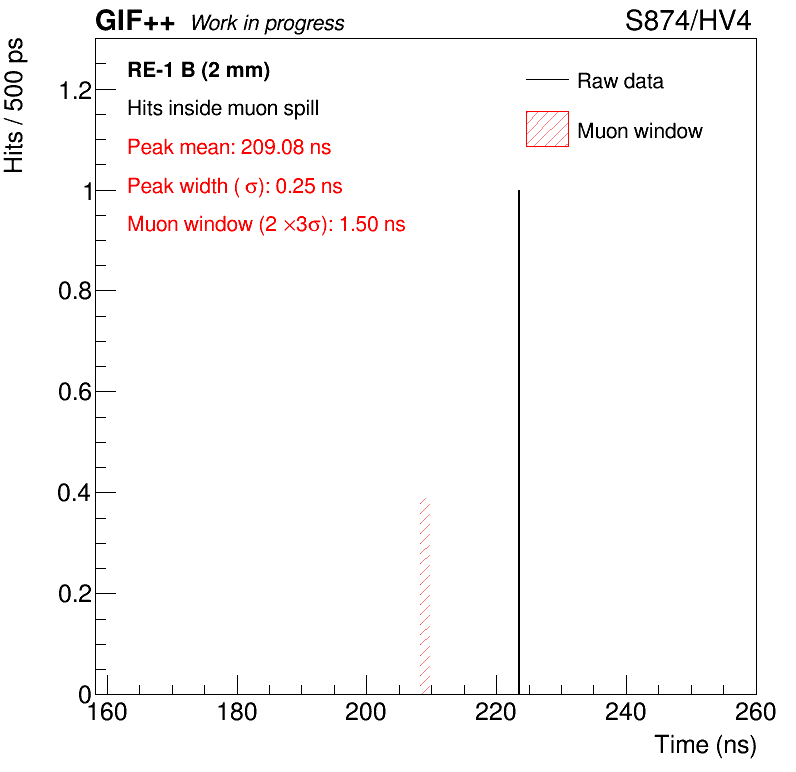 GIF++ Work in progress S874/HV4
Hits / 500 ps
RE-1 B (2 mm)
Hits inside muon spill
Peak mean: 209.08 ns
Peak width ( σ): 0.25 ns
Muon window (2 ×3σ): 1.50 ns
Raw data
Muon window
1.2
1
0.8
0.6
0.4
0.2
0
160 180 200 220 240 260
Time (ns)